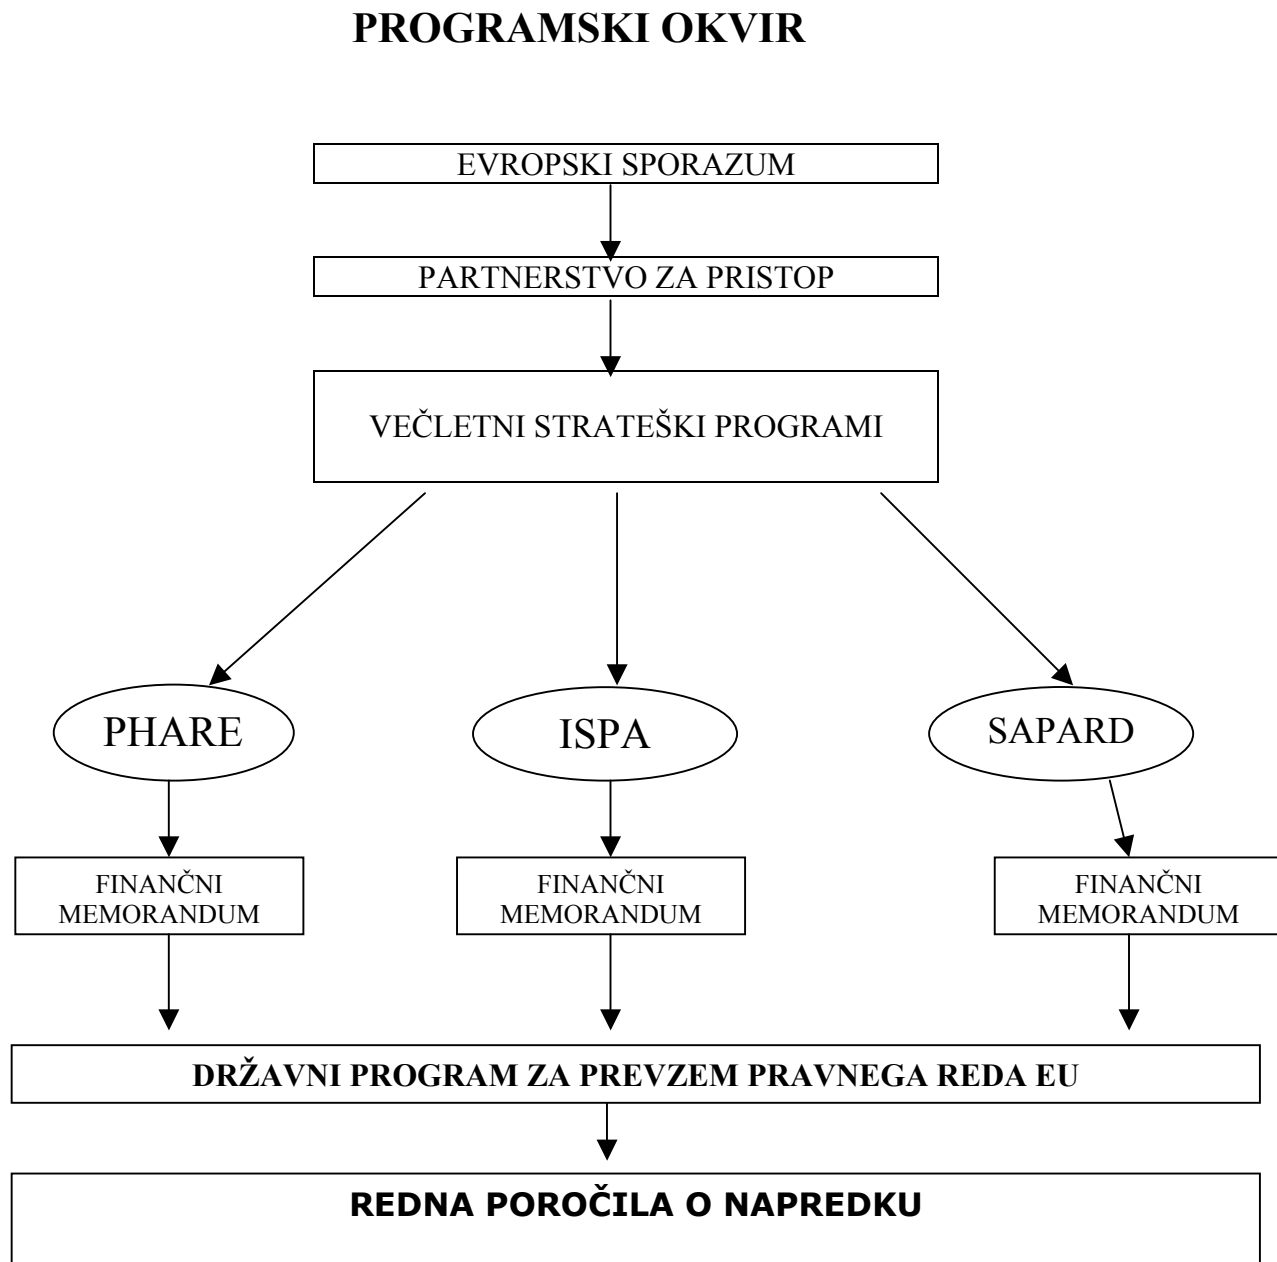 PROGRAMSKI OKVIR
EVROPSKI SPORAZUM
PARTNERSTVO ZA PRISTOP
VEČLETNI STRATEŠKI PROGRAMI
PHARE
ISPA
SAPARD
FINANČNI
MEMORANDUM
FINANČNI
MEMORANDUM
FINANČNI
MEMORANDUM
DRŽAVNI PROGRAM ZA PREVZEM PRAVNEGA REDA EU
REDNA POROČILA O NAPREDKU